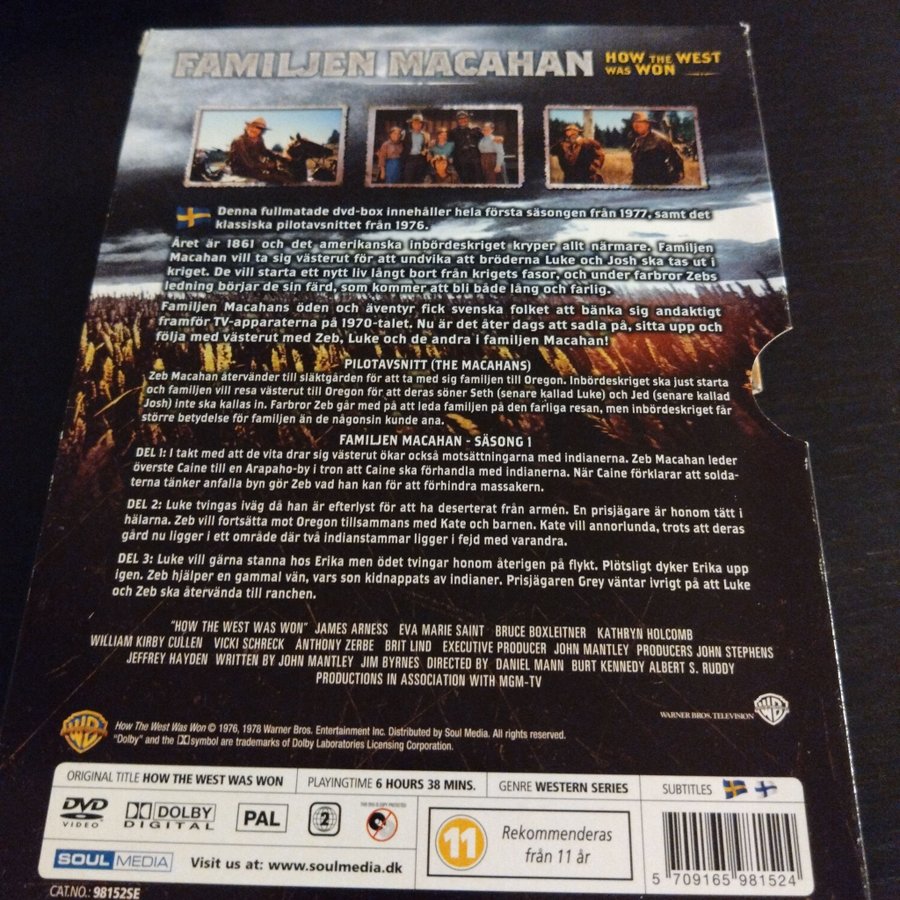 FAMILJEN MACAHAN HOW THE WEST WAS WON
Denna fullmatade dvd-box innehåller hela första säsongen från 1977, samt det
klassiska pilotavsnittet från 1976.
Året är 1861 och det amerikanska inbördeskriget kryper allt närmare. Familjen
Macahan vill ta sig västerut för att undvika att bröderna Luke och Josh ska tas ut i
kriget. De vill starta ett nytt liv långt bort från krigets fasor, och under farbror Zebs
ledning börjar de sin färd, som kommer att bli både lång och farlig.
Familjen Macahans öden och äventyr fick svenska folket att bänka sig andaktigt
framför TV-apparaterna på 1970-talet. Nu är det åter dags att sadla på, sitta upp och
följa med västerut med Zeb, Luke och de andra i familjen Macahan!
PILOTAVSNITT (THE MACAHANS)
Zeb Macahan återvänder till släktgården för att ta med sig familjen till Oregon. Inbördeskriget ska just starta
och familjen vill resa västerut till Oregon för att deras söner Seth (senare kallad Luke) och Jed (senare kallad
Josh) inte ska kallas in. Farbror Zeb går med på att leda familjen på den farliga resan, men inbördeskriget får
större betydelse för familjen än de någonsin kunde ana.
FAMILJEN MACAHAN - SÄSONG 1
DEL 1: I takt med att de vita drar sig västerut ökar också motsättningarna med indianerna. Zeb Macahan leder
överste Caine till en Arapaho-by i tron att Caine ska förhandla med indianerna. När Caine förklarar att solda-
terna tänker anfalla byn gör Zeb vad han kan för att förhindra massakern.
DEL 2: Luke tvingas iväg då han är efterlyst för att ha deserterat från armén. En prisjägare är honom tätt i
hälarna. Zeb vill fortsätta mot Oregon tillsammans med Kate och barnen. Kate vill annorlunda, trots att deras
gård nu ligger i ett område där två indianstammar ligger i fejd med varandra.
DEL 3: Luke vill gärna stanna hos Erika men ödet tvingar honom återigen på flykt. Plötsligt dyker Erika upp
igen. Zeb hjälper en gammal vän, vars son kidnappats av indianer. Prisjägaren Grey väntar ivrigt på att Luke
och Zeb ska återvända till ranchen.
"HOW THE WEST WAS WON" JAMES ARNESS EVA MARIE SAINT BRUCE BOXLEITNER KATHRYN HOLCOMB
WILLIAM KIRBY CULLEN VICKI SCHRECK ANTHONY ZERBE BRIT LIND EXECUTIVE PRODUCER JOHN MANTLEY PRODUCERS JOHN STEPHENS
JEFFREY HAYDEN WRITTEN BY JOHN MANTLEY JIM BYRNES DIRECTED BY DANIEL MANN BURT KENNEDY ALBERT S. RUDDY
PRODUCTIONS IN ASSOCIATION WITH MGM-TV
WARNER BROS. TELEVISION WB
WB How The West Was Won © 1976, 1978 Warner Bros. Entertainment Inc. Distributed by Soul Media. All rights reserved.
"Dolby" and the DD symbol are trademarks of Dolby Laboratories Licensing Corporation.
ORIGINAL TITLE HOW THE WEST WAS WON PLAYINGTIME 6 HOURS 38 MINS. GENRE WESTERN SERIES SUBTITLES
DVD VIDEO DOLBY DIGITAL PAL 2 THIS DVD IS COPY PROTECTED
11 Rekommenderas
från 11 år
SOUL MEDIA Visit us at: www.soulmedia.dk
5 709165 981524
CAT.NO.: 98152SE